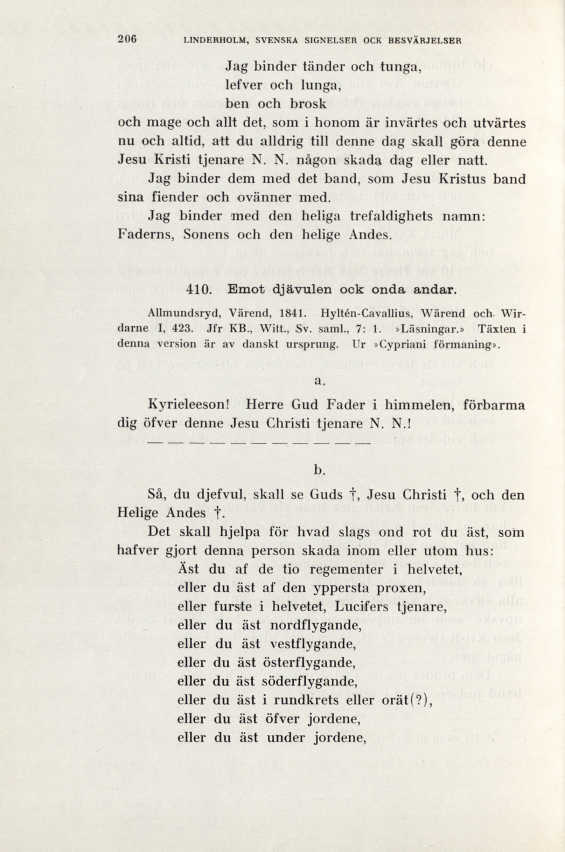 206 LINDERHOLM, SVENSKA SIGNELSER OCK BESVÄRJELSER
Jag binder tänder och tunga,
lefver och lunga,
ben och brosk
och mage och allt det, som i honom är invärtes och utvärtes
nu och altid, att du alldrig till denne dag skall göra denne
Jesu Kristi tjenare N. N. någon skada dag eller natt.
Jag binder dem med det band, som Jesus Kristus band
sina fiender och ovänner med.
Jag binder med den heliga trefaldighets namn:
Faderns, Sonens och den helige Andes.
410. Emot djävulen ock onda andar.
Allmundsryd, Värend, 1841. Hyltén-Cavallius, Wärend och Wir-
darne I, 423. Jfr KB., Witt., Sv. saml., 7: 1. »Läsningar.» Täxten i
denna version är av danskt ursprung. Ur »Cypriani förmaning».
a.
Kyrieleeson! Herre Gud Fader i himmelen, förbarma
dig öfver denne Jesu Christi tjenare N. N.!
— — — — — — — — — — —
b.
Så, du djefvul, skall se Guds †, Jesu Christi †, och den
Helige Andes †.
Det skall hjelpa för hvad slags ond rot du äst, som
hafver gjort denna person skada inom eller utom hus:
Äst du af de tio regementer i helvetet,
eller du äst af den yppersta proxen,
eller furste i helvetet, Lucifers tjenare,
eller du äst nordflygande,
eller du äst vestflygande,
eller du äst österflygande,
eller du äst söderflygande,
eller du äst i rundkrets eller orät(?),
eller du äst öfver jordene,
eller du äst under jordene,